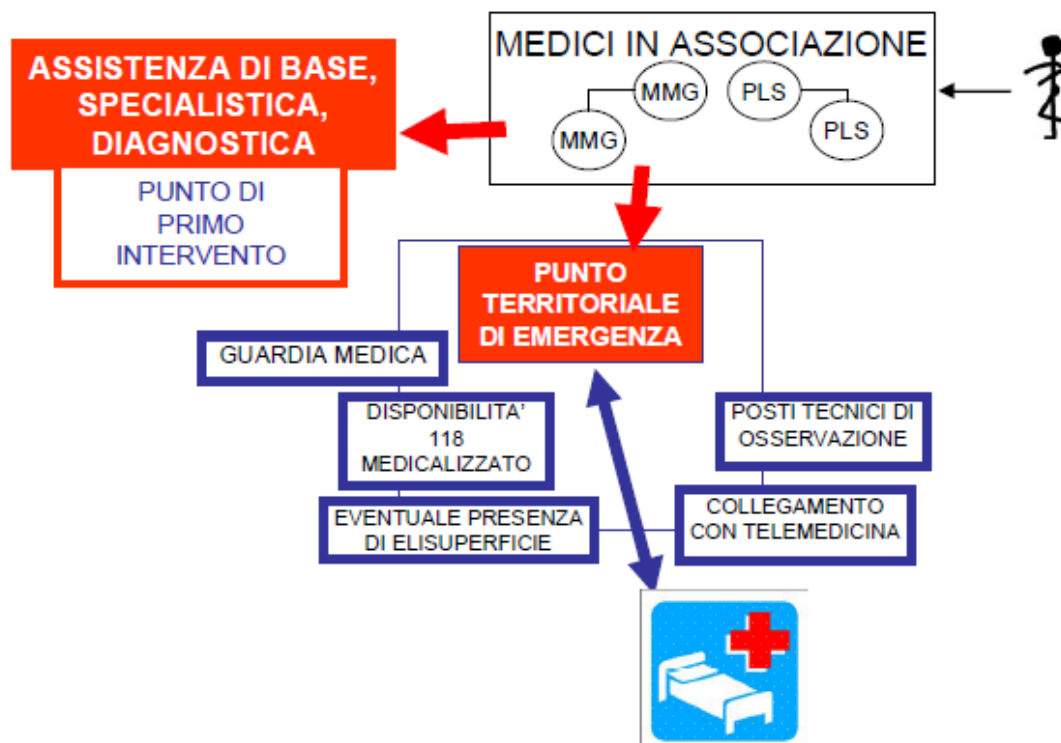 MEDICI IN ASSOCIAZIONE
MMG
PLS
MMG
PLS
ASSISTENZA DI BASE,
SPECIALISTICA,
DIAGNOSTICA
PUNTO DI
PRIMO
INTERVENTO
PUNTO
TERRITORIALE
DI EMERGENZA
GUARDIA MEDICA
DISPONIBILITA'
118
MEDICALIZZATO
EVENTUALE PRESENZA
DI ELISUPERFICIE
POSTI TECNICI DI
OSSERVAZIONE
COLLEGAMENTO
CON TELEMEDICINA